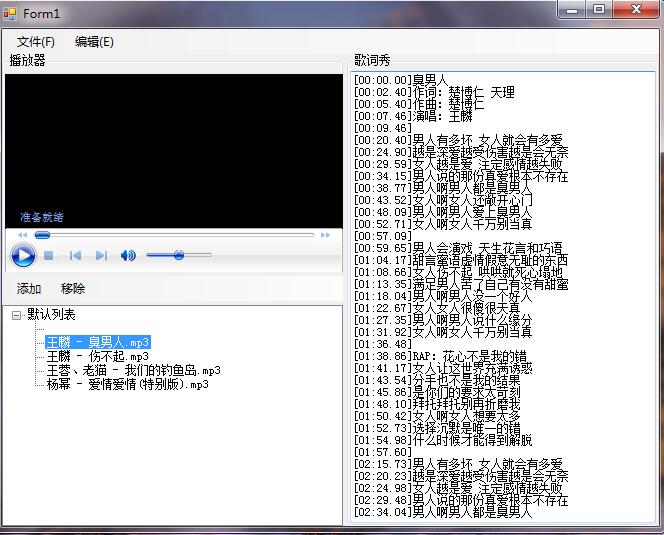 Form1
文件(F) 编辑(E)
播放器
准备就绪
添加 移除
默认列表
王麟 - 臭男人.mp3
王麟 - 伤不起.mp3
王蓉、老猫 - 我们的钓鱼岛.mp3
杨幂 - 爱情爱情(特别版).mp3
歌词秀
[00:00.00]臭男人
[00:02.40]作词：楚博仁 天理
[00:05.40]作曲：楚博仁
[00:07.46]演唱：王麟
[00:09.46]
[00:20.40]男人有多坏 女人就会有多爱
[00:24.90]越是深爱越受伤害越是会无奈
[00:29.59]女人越是爱 注定感情越失败
[00:34.15]男人说的那份真爱根本不存在
[00:38.77]男人啊男人都是臭男人
[00:43.52]女人啊女人还敞开心门
[00:48.09]男人啊男人爱上臭男人
[00:52.71]女人啊女人千万别当真
[00:57.09]
[00:59.65]男人会演戏 天生花言和巧语
[01:04.17]甜言蜜语虚情假意无耻的东西
[01:08.66]女人伤不起 哄哄就死心塌地
[01:13.35]满足男人苦了自己有没有甜蜜
[01:18.04]男人啊男人没一个好人
[01:22.67]女人女人很傻很天真
[01:27.35]男人啊男人说什么缘分
[01:31.92]女人啊女人千万别当真
[01:36.48]
[01:38.86]RAP：花心不是我的错
[01:41.17]女人让这世界充满诱惑
[01:43.54]分手也不是我的结果
[01:45.86]是你们的要求太苛刻
[01:48.10]拜托拜托别再折磨我
[01:50.42]女人啊女人想要太多
[01:52.73]选择沉默是唯一的错
[01:54.98]什么时候才能得到解脱
[01:57.60]
[02:15.73]男人有多坏 女人就会有多爱
[02:20.23]越是深爱越受伤害越是会无奈
[02:24.98]女人越是爱 注定感情越失败
[02:29.48]男人说的那份真爱根本不存在
[02:34.04]男人啊男人都是臭男人